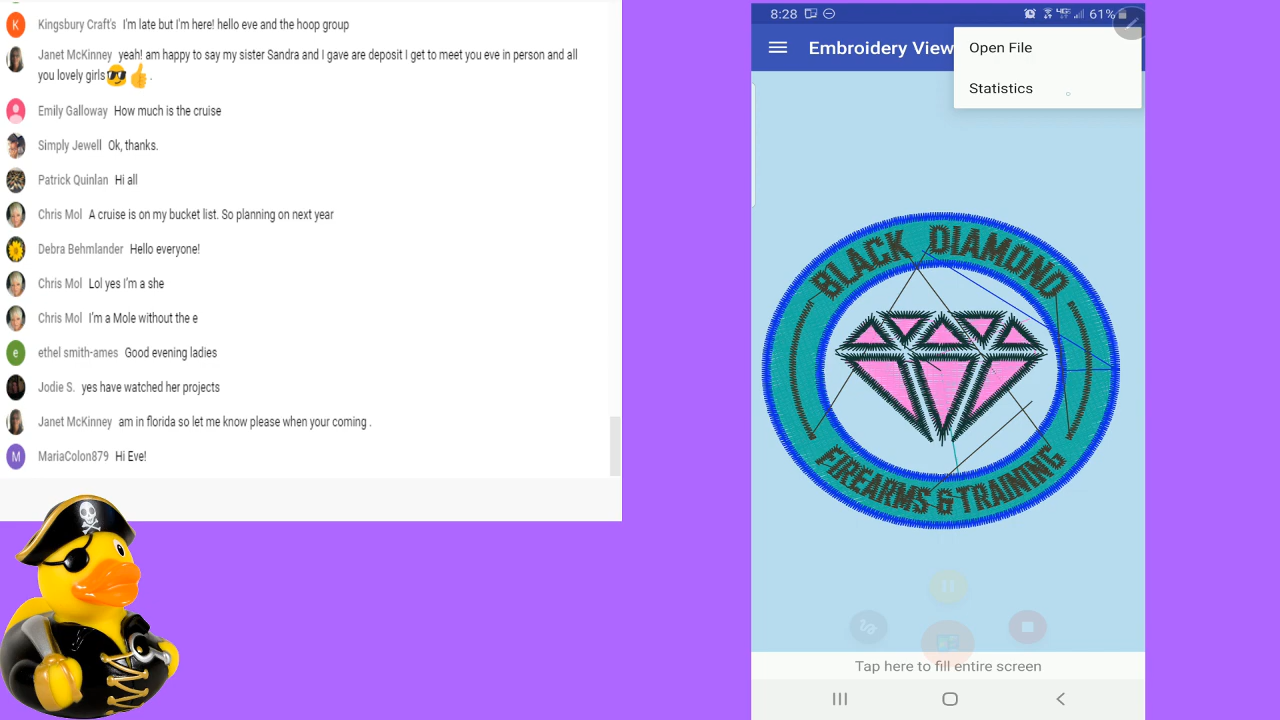 Kingsbury Craft's I'm late but I'm here! hello eve and the hoop group
Janet McKinney yeah! am happy to say my sister Sandra and I gave are deposit I get to meet you eve in person and all
you lovely girls .
Emily Galloway How much is the cruise
Simply Jewell Ok, thanks.
Patrick Quinlan Hi all
Chris Mol A cruise is on my bucket list. So planning on next year
Debra Behmlander Hello everyone!
Chris Mol Lol yes I'm a she
Chris Mol I'm a Mole without the e
e ethel smith-ames Good evening ladies
Jodie S. yes have watched her projects
Janet McKinney am in florida so let me know please when your coming .
M MariaColon879 Hi Eve!
8:28 61%
Embroidery View
Open File
Statistics
BLACK DIAMOND
FIREARMS & TRAINING
Tap here to fill entire screen